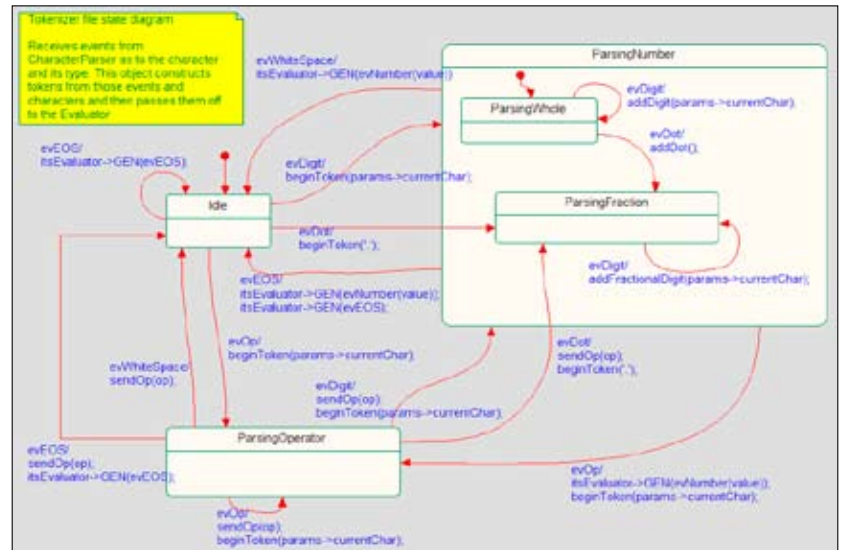 Tokenizer file state diagram
Receives events from
CharacterParser as to the character
and its type. This object constructs
tokens from those events and
characters and then passes them off
to the Evaluator
evWhiteSpace/
itsEvaluator->GEN(evNumber(value))
ParsingNumber
ParsingWhole
evDigit/
addDigit(params->currentChar);
evDot/
addDot();
evEOS/
itsEvaluator->GEN(evEOS);
evDigit/
beginToken(params->currentChar);
Idle
ParsingFraction
evDot/
beginToken('.');
evDigit/
addFractionalDigit(params->currentChar);
evEOS/
itsEvaluator->GEN(evNumber(value));
itsEvaluator->GEN(evEOS);
evOp/
beginToken(params->currentChar);
evDot/
sendOp(op);
beginToken('.');
evWhiteSpace/
sendOp(op);
evDigit/
sendOp(op);
beginToken(params->currentChar);
ParsingOperator
evEOS/
sendOp(op);
itsEvaluator->GEN(evEOS);
evOp/
itsEvaluator->GEN(evNumber(value));
beginToken(params->currentChar);
evOp/
sendOp(op);
beginToken(params->currentChar);